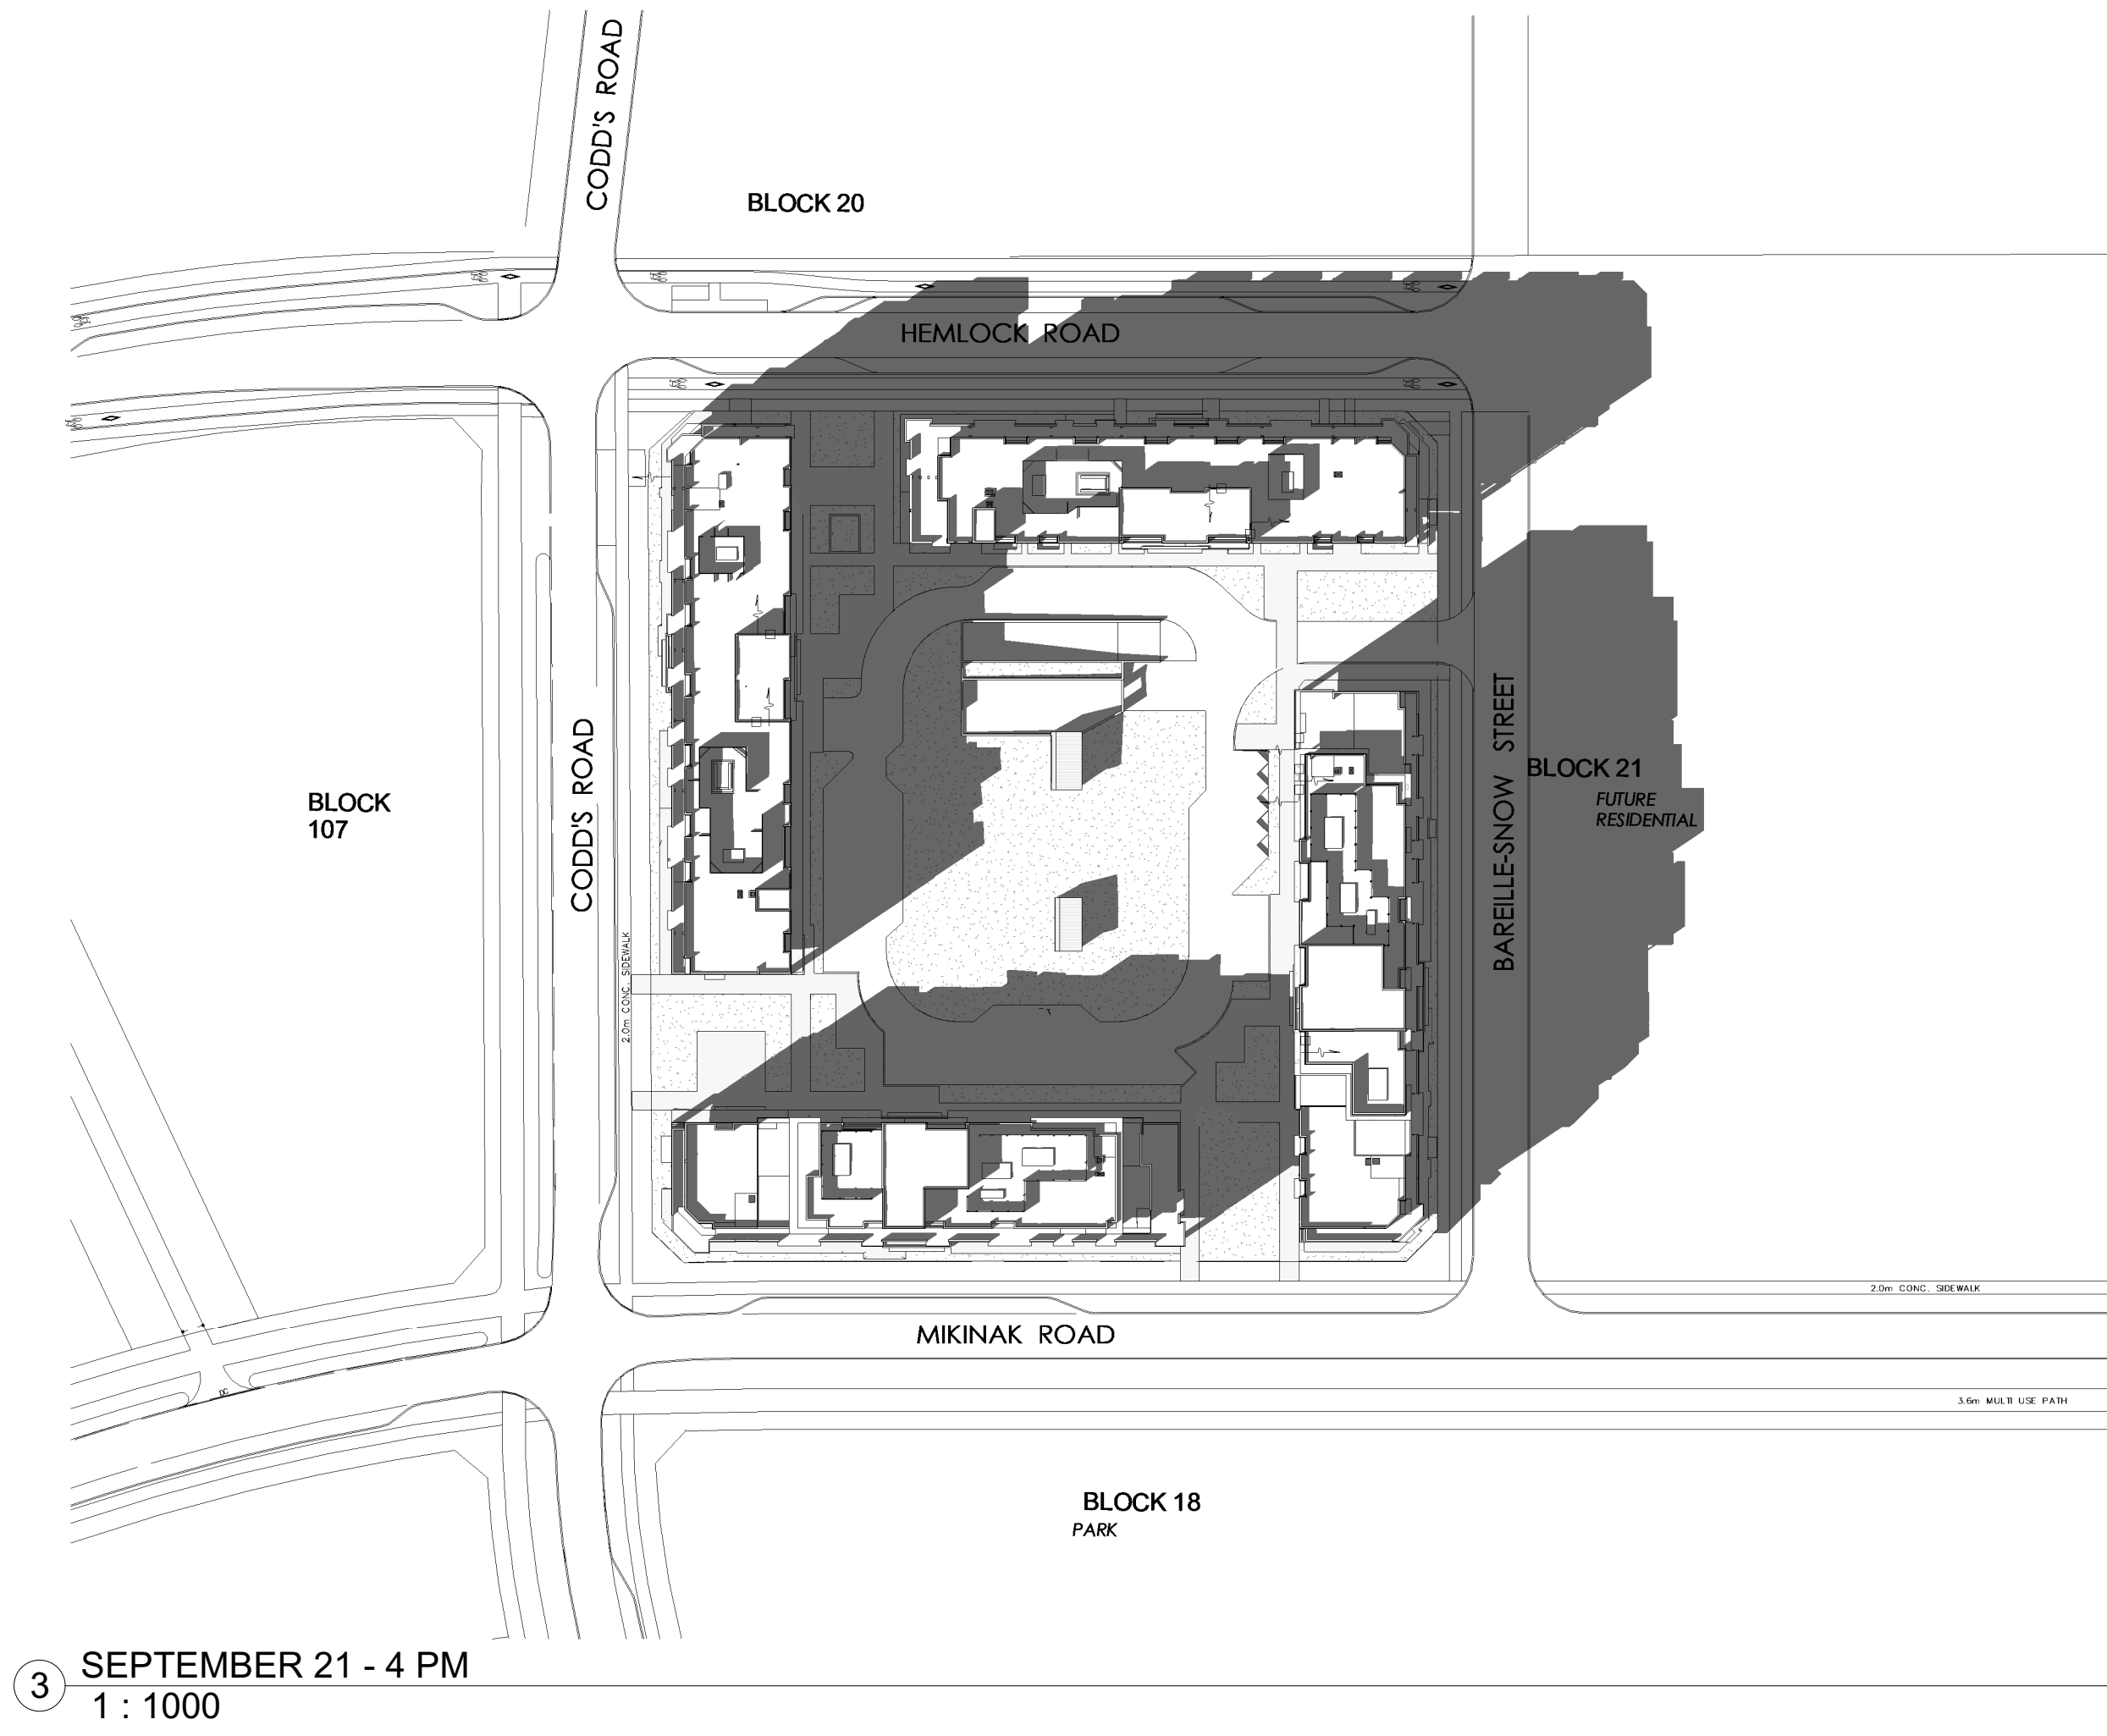 CODD'S ROAD
BLOCK 20
HEMLOCK ROAD
BLOCK
107
CODD'S ROAD
2.0m CONC. SIDEWALK
BAREILLE-SNOW STREET
BLOCK 21
FUTURE
RESIDENTIAL
2.0m CONC. SIDEWALK
MIKINAK ROAD
DC
3.6m MULTI USE PATH
BLOCK 18
PARK
3
SEPTEMBER 21 - 4 PM
1 : 1000